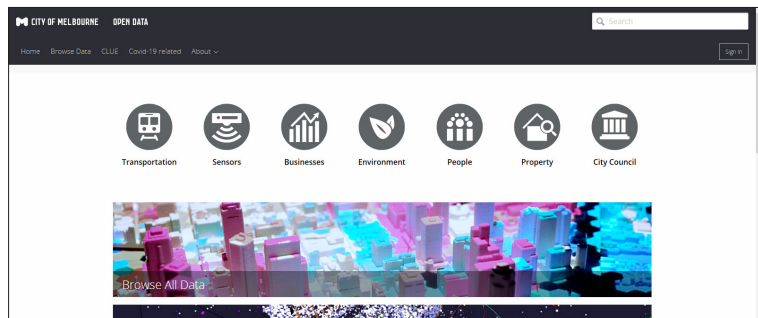 CITY OF MELBOURNE OPEN DATA
Search
Home Browse Data CLUE Covid-19 related About
Sign In
Transportation Sensors Businesses Environment People Property City Council
Browse All Data